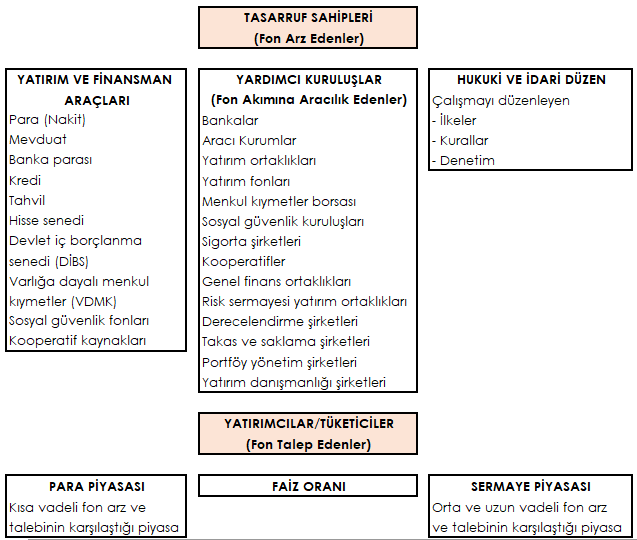 TASARRUF SAHİPLERİ
(Fon Arz Edenler)
YATIRIM VE FİNANSMAN
ARAÇLARI
Para (Nakit)
Mevduat
Banka parası
Kredi
Tahvil
Hisse senedi
Devlet iç borçlanma
senedi (DİBS)
Varlığa dayalı menkul
kıymetler (VDMK)
Sosyal güvenlik fonları
Kooperatif kaynakları
YARDIMCI KURULUŞLAR
(Fon Akımına Aracılık Edenler)
Bankalar
Aracı Kurumlar
Yatırım ortaklıkları
Yatırım fonları
Menkul kıymetler borsası
Sosyal güvenlik kuruluşları
Sigorta şirketleri
Kooperatifler
Genel finans ortaklıkları
Risk sermayesi yatırım ortaklıkları
Derecelendirme şirketleri
Takas ve saklama şirketleri
Portföy yönetim şirketleri
Yatırım danışmanlığı şirketleri
HUKUKİ VE İDARİ DÜZEN
Çalışmayı düzenleyen
- İlkeler
- Kurallar
- Denetim
YATIRIMCILAR/TÜKETİCİLER
(Fon Talep Edenler)
PARA PİYASASI
Kısa vadeli fon arz ve
talebinin karşılaştığı piyasa
FAİZ ORANI
SERMAYE PİYASASI
Orta ve uzun vadeli fon arz
ve talebinin karşılaştığı piyasa